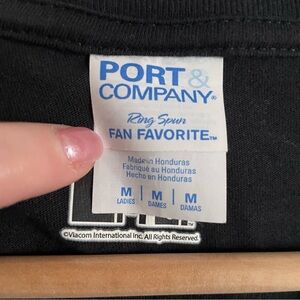 PORT &
COMPANY®
Ring Spun
FAN FAVORITE™
Made in Honduras
Fabriqué au Honduras
Hecho en Honduras
M | M | M
LADIES DAMES DAMAS
©Viacom International Inc. All Rights Reserved.